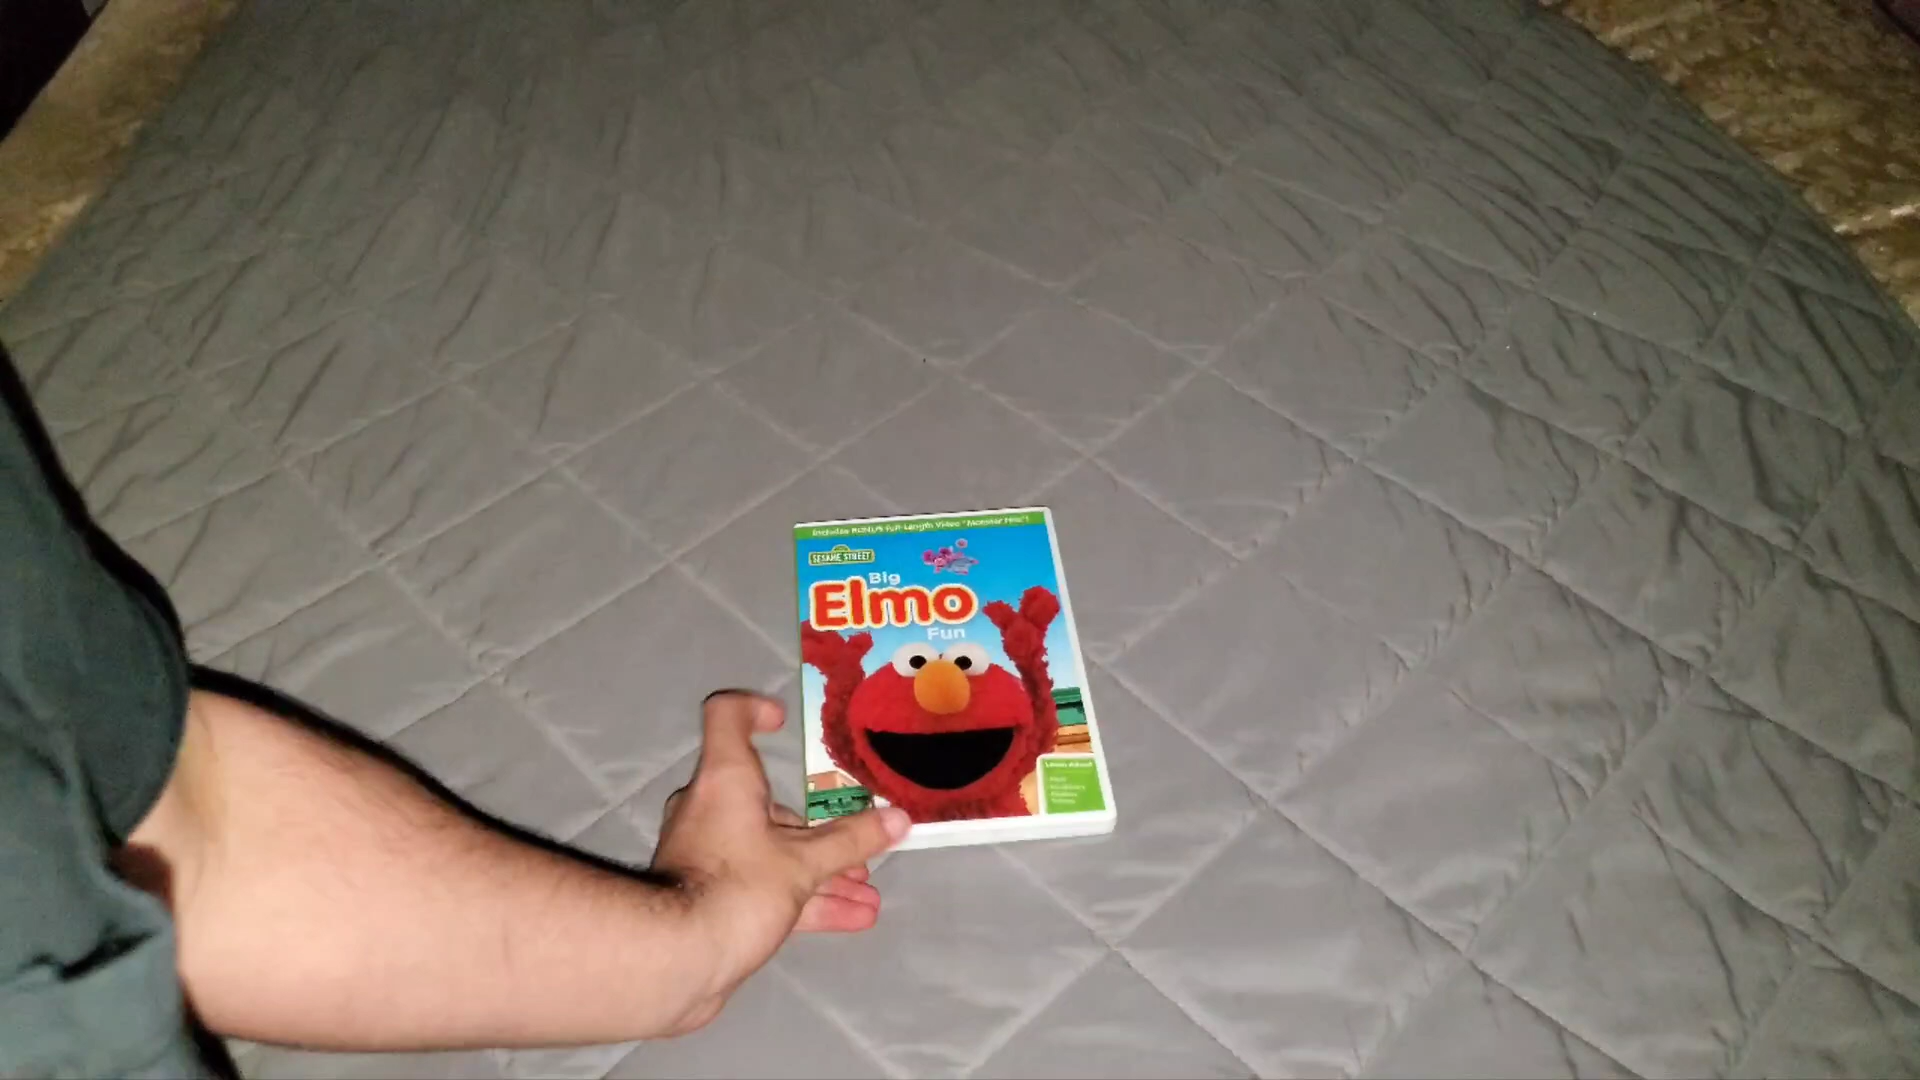 Includes BONUS Full-Length Video "Monster Hits"!
SESAME STREET
Big
Elmo
Fun
Learn About